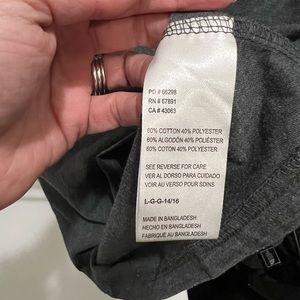 PO # 66298
RN # 67891
CA # 43063
60% COTTON 40% POLYESTER
60% ALGODÓN 40% POLIÉSTER
60% COTON 40% POLYESTER
SEE REVERSE FOR CARE
VER AL DORSO PARA CUIDADO
VOIR AU VERSO POUR SOINS
L-G-G-14/16
MADE IN BANGLADESH
HECHO EN BANGLADESH
FABRIQUÉ AU BANGLADESH